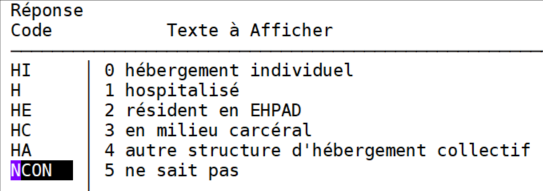 Réponse
Code Texte à Afficher
HI 0 hébergement individuel
H 1 hospitalisé
HE 2 résident en EHPAD
HC 3 en milieu carcéral
HA 4 autre structure d'hébergement collectif
NCON 5 ne sait pas